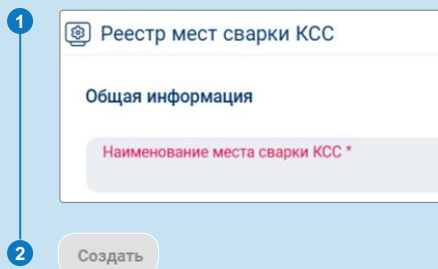 1
Реестр мест сварки КСС
Общая информация
Наименование места сварки КСС *
2
Создать